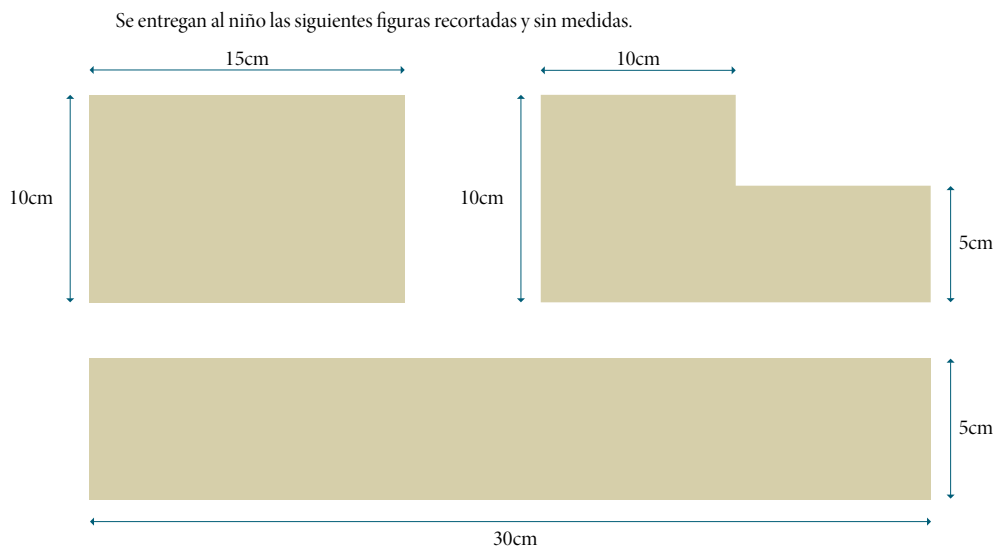 Se entregan al niño las siguientes figuras recortadas y sin medidas.
15cm
10cm
10cm
10cm
5cm
5cm
30cm